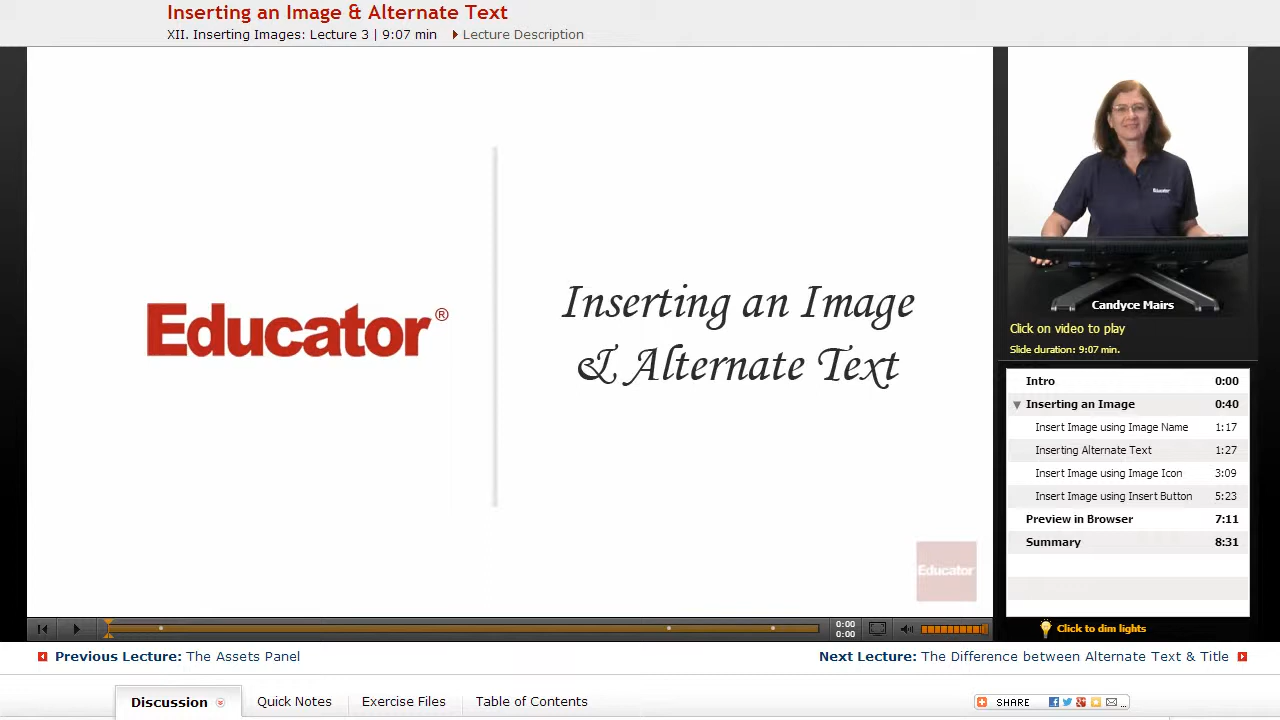 Inserting an Image & Alternate Text
XII. Inserting Images: Lecture 3 | 9:07 min
Lecture Description
Educator®
Inserting an Image
& Alternate Text
Educator
Educator
Candyce Mairs
Click on video to play
Slide duration: 9:07 min.
Intro 0:00
Inserting an Image 0:40
Insert Image using Image Name 1:17
Inserting Alternate Text 1:27
Insert Image using Image Icon 3:09
Insert Image using Insert Button 5:23
Preview in Browser 7:11
Summary 8:31
0:00
0:00
Click to dim lights
Previous Lecture: The Assets Panel
Next Lecture: The Difference between Alternate Text & Title
Discussion
Quick Notes
Exercise Files
Table of Contents
SHARE
...